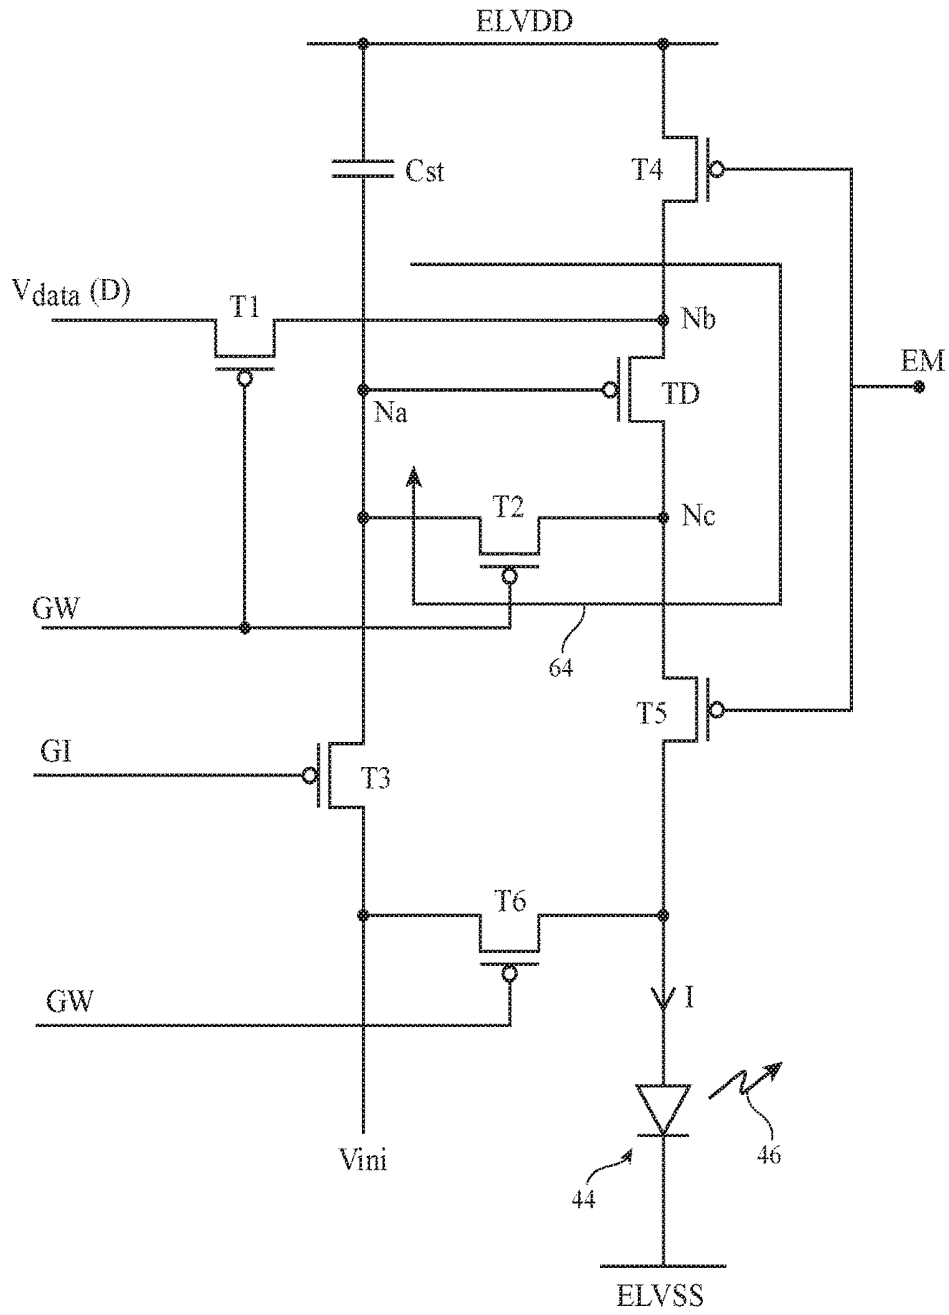 ELVDD
Cst
T4
Vdata (D)
T1
Nb
EM
Na
TD
T2
Nc
GW
64
T5
GI
T3
T6
GW
I
46
Vini
44
ELVSS